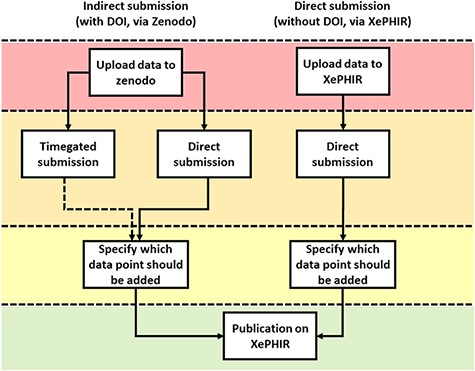 Indirect submission
(with DOI, via Zenodo)
Direct submission
(without DOI, via XePHIR)
Upload data to
zenodo
Upload data to
XePHIR
Timegated
submission
Direct
submission
Direct
submission
Specify which
data point should
be added
Specify which
data point should
be added
Publication on
XePHIR